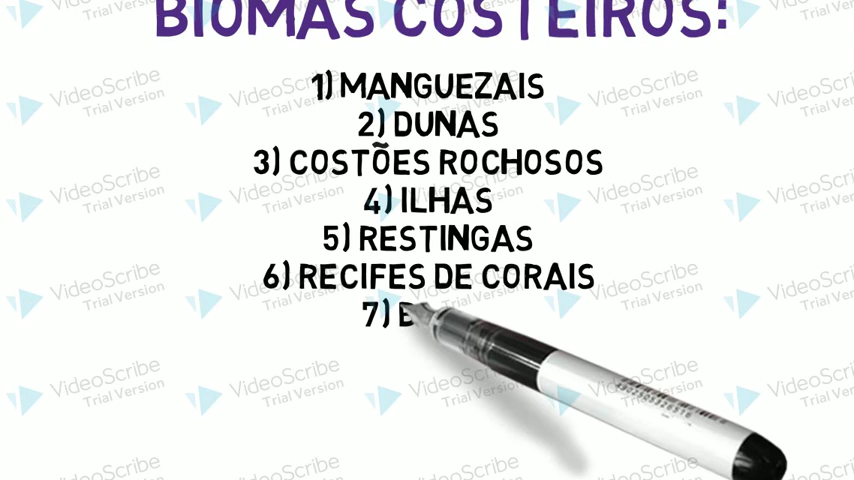 BIOMAS COSTEIROS:
1) MANGUEZAIS
2) DUNAS
3) COSTÕES ROCHOSOS
4) ILHAS
5) RESTINGAS
6) RECIFES DE CORAIS
7)
VideoScribe
Trial Version